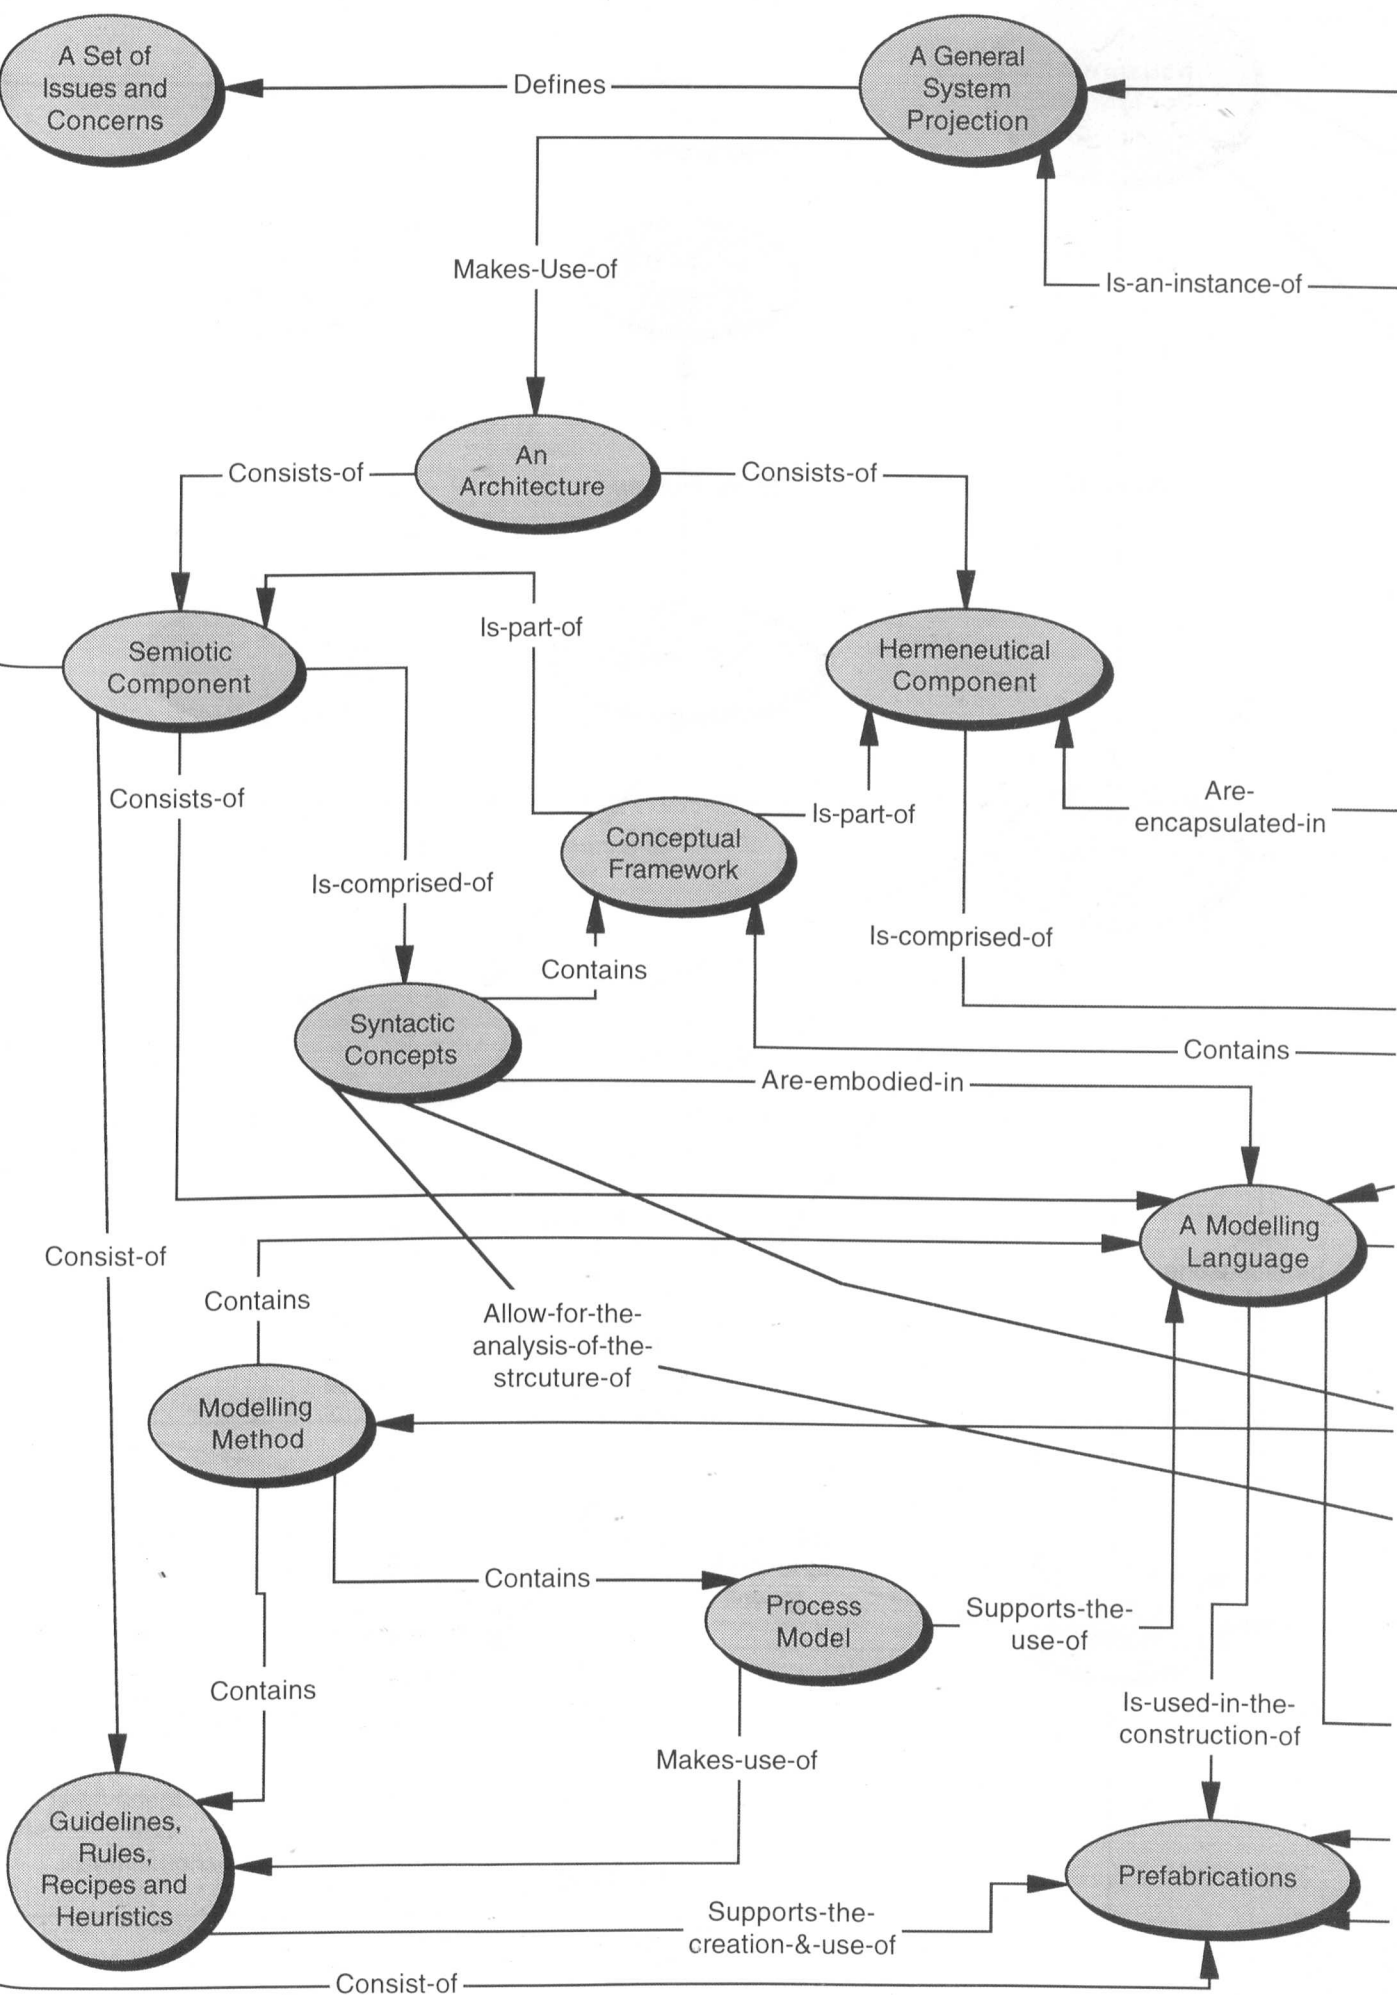 A Set of
Issues and
Concerns
Defines
A General
System
Projection
Makes-Use-of
Is-an-instance-of
An
Architecture
Consists-of
Consists-of
Is-part-of
Semiotic
Component
Hermeneutical
Component
Consists-of
Is-comprised-of
Conceptual
Framework
Is-part-of
Are-
encapsulated-in
Is-comprised-of
Contains
Syntactic
Concepts
Contains
Are-embodied-in
Consist-of
A Modelling
Language
Contains
Allow-for-the-
analysis-of-the-
strcuture-of
Modelling
Method
Contains
Process
Model
Supports-the-
use-of
Contains
Makes-use-of
Is-used-in-the-
construction-of
Guidelines,
Rules,
Recipes and
Heuristics
Prefabrications
Supports-the-
creation-&-use-of
Consist-of